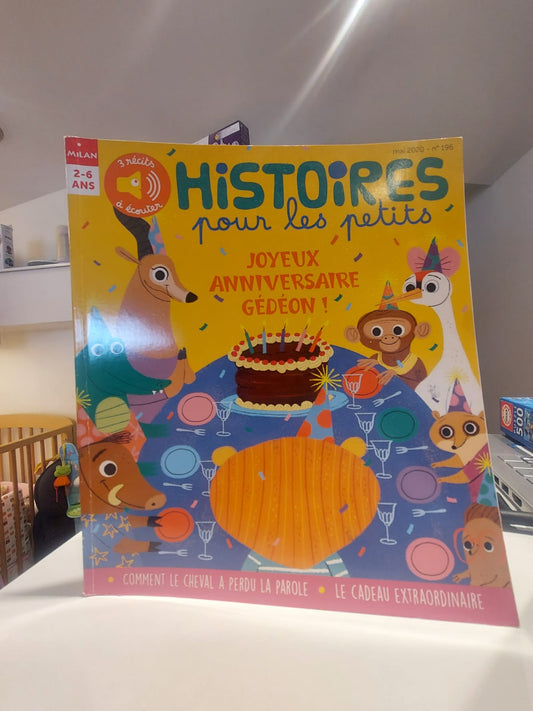 MiLAN
2-6
ANS
3 récits
à écouter
mai 2020 - n° 196
HiSTOiRES
pour les petits
JOYEUX
ANNIVERSAIRE
GÉDÉON !
• COMMENT LE CHEVAL A PERDU LA PAROLE • LE CADEAU EXTRAORDINAIRE
500